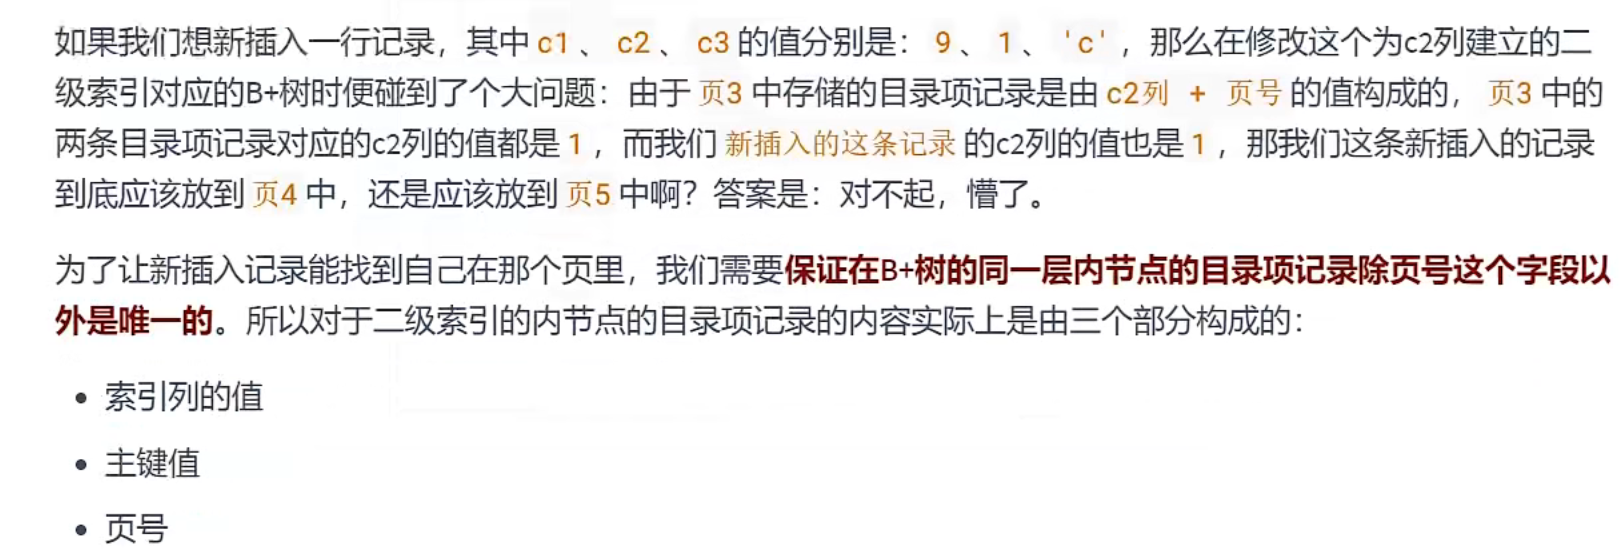 如果我们想新插入一行记录，其中 c1 、 c2 、 c3 的值分别是： 9 、 1 、 'c' ，那么在修改这个为c2列建立的二
级索引对应的B+树时便碰到了个大问题：由于 页3 中存储的目录项记录是由 c2列 + 页号 的值构成的， 页3 中的
两条目录项记录对应的c2列的值都是 1 ，而我们 新插入的这条记录 的c2列的值也是 1 ，那我们这条新插入的记录
到底应该放到 页4 中，还是应该放到 页5 中啊？答案是：对不起，懵了。
为了让新插入记录能找到自己在那个页里，我们需要保证在B+树的同一层内节点的目录项记录除页号这个字段以
外是唯一的。所以对于二级索引的内节点的目录项记录的内容实际上是由三个部分构成的：
• 索引列的值
• 主键值
• 页号